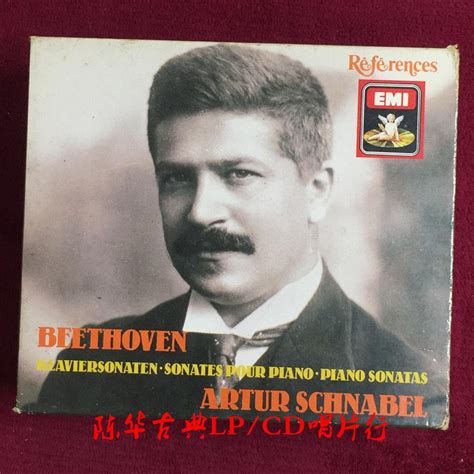 Références
EMI
BEETHOVEN
KLAVIERSONATEN · SONATES POUR PIANO · PIANO SONATAS
ARTUR SCHNABEL
陈华古典LP/CD唱片行